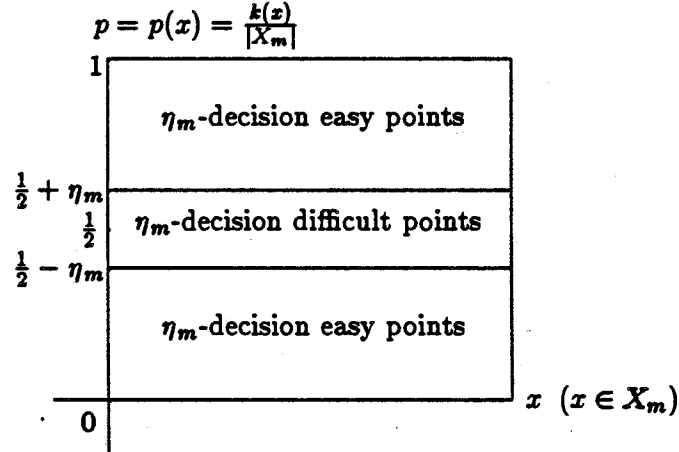 p = p(x) = k(x)/|X_m|
1
η_m-decision easy points
1/2 + η_m
1/2
η_m-decision difficult points
1/2 − η_m
η_m-decision easy points
x (x ∈ X_m)
0